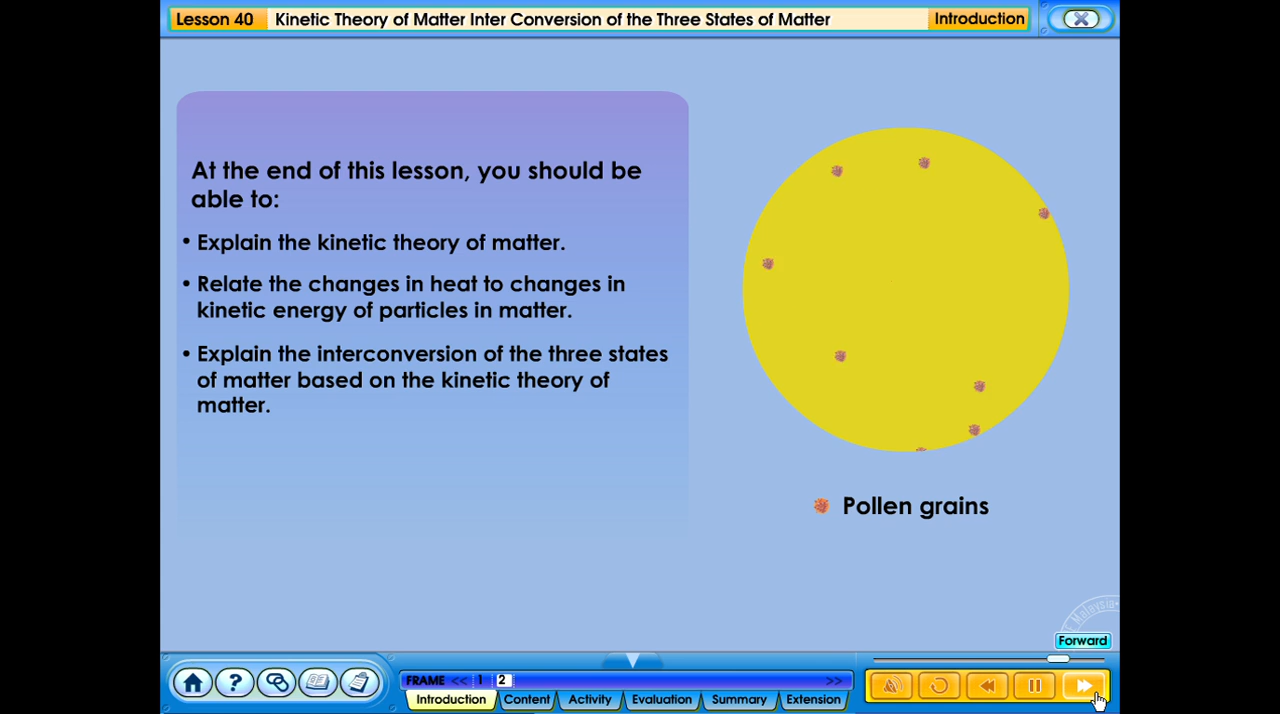 Lesson 40 Kinetic Theory of Matter Inter Conversion of the Three States of Matter Introduction
At the end of this lesson, you should be
able to:
• Explain the kinetic theory of matter.
• Relate the changes in heat to changes in
kinetic energy of particles in matter.
• Explain the interconversion of the three states
of matter based on the kinetic theory of
matter.
Pollen grains
Malaysia
Forward
FRAME << 1 2 >>
Introduction Content Activity Evaluation Summary Extension